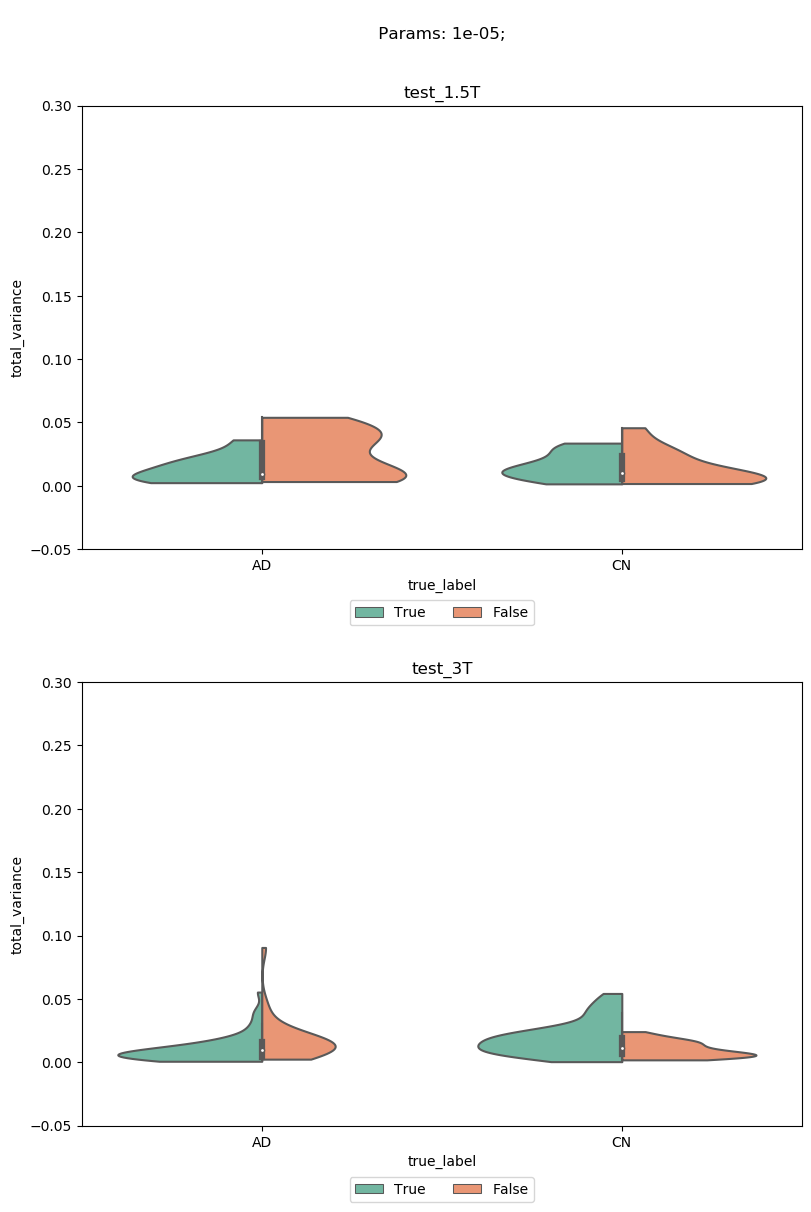 Params: 1e-05;
test_1.5T
0.30
0.25
0.20
0.15
0.10
0.05
0.00
−0.05
total_variance
AD CN
true_label
True False
test_3T
0.30
0.25
0.20
0.15
0.10
0.05
0.00
−0.05
total_variance
AD CN
true_label
True False